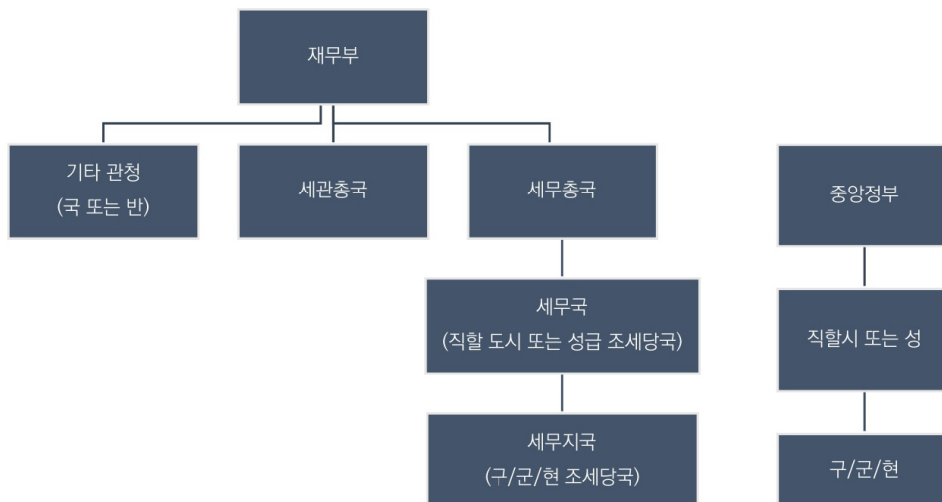 재무부
기타 관청
(국 또는 반)
세관총국
세무총국
중앙정부
세무국
(직할 도시 또는 성급 조세당국)
직할시 또는 성
세무지국
(구/군/현 조세당국)
구/군/현